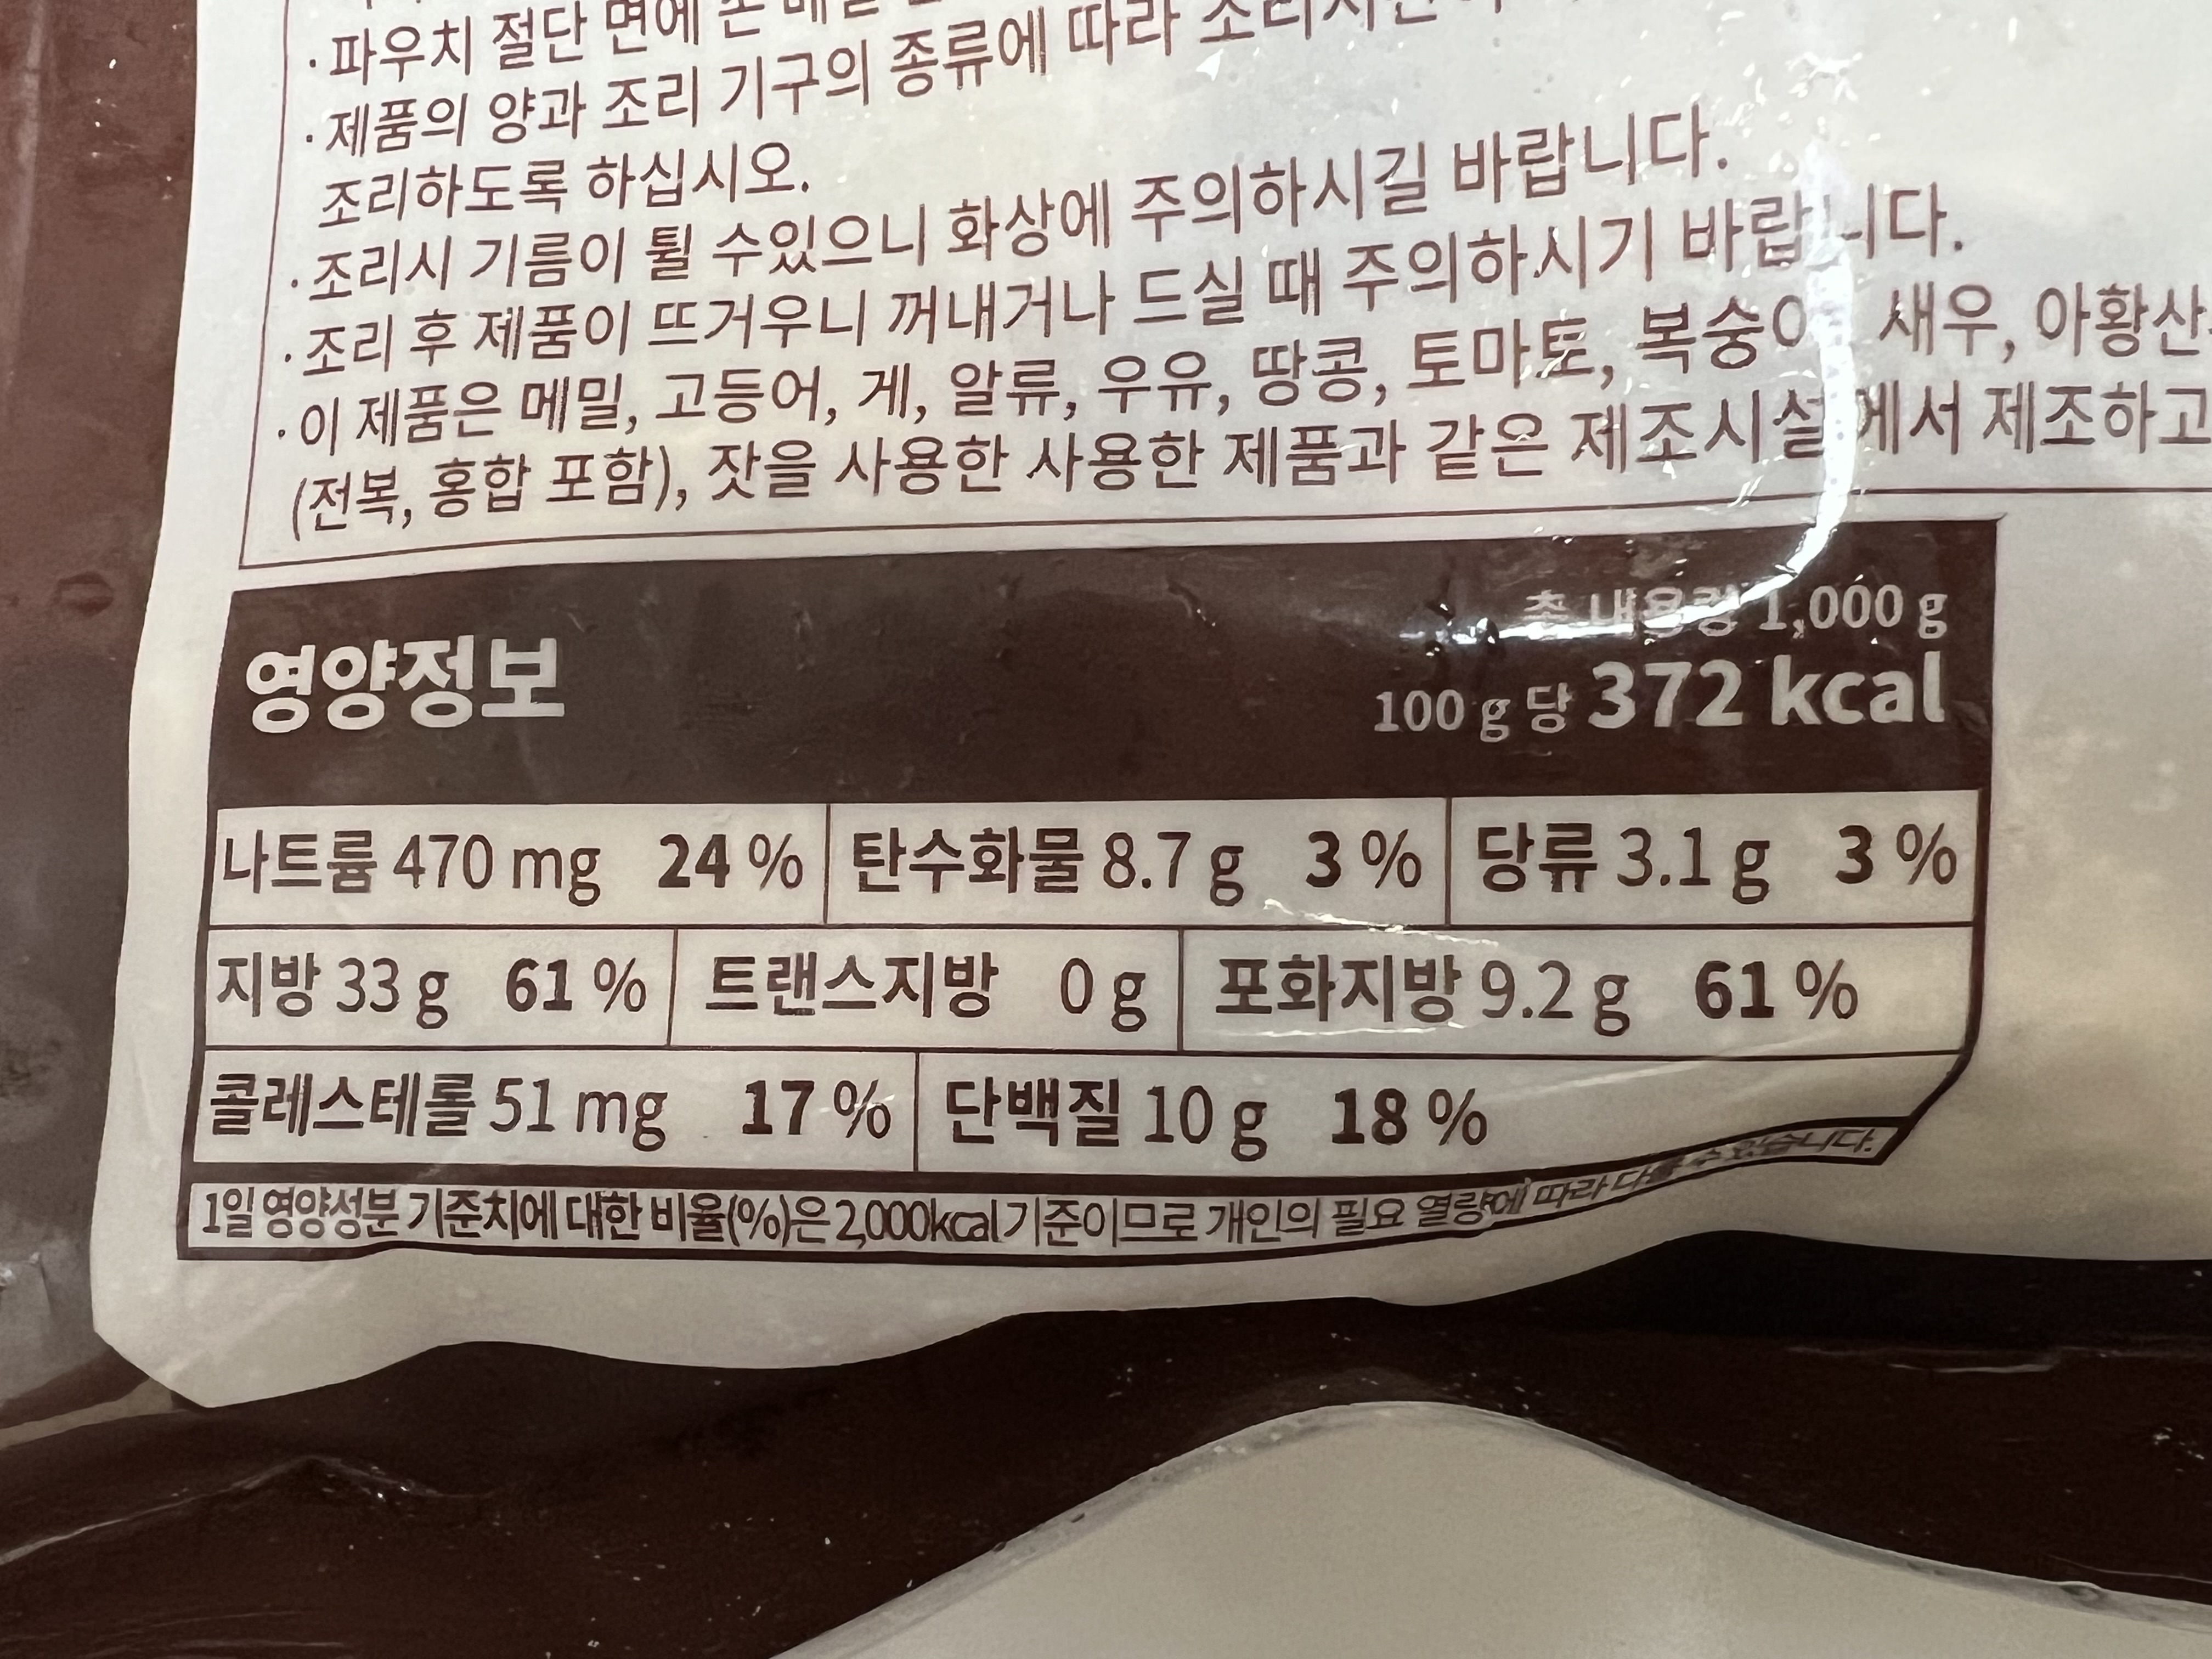 · 파우치 절단 면에
· 제품의 양과 조리 기구의 종류에 따라
조리하도록 하십시오.
· 조리시 기름이 튈 수있으니 화상에 주의하시길 바랍니다.
· 조리 후 제품이 뜨거우니 꺼내거나 드실 때 주의하시기 바랍니다.
· 이 제품은 메밀, 고등어, 게, 알류, 우유, 땅콩, 토마토, 복숭아, 새우, 아황산
(전복, 홍합 포함), 잣을 사용한 사용한 제품과 같은 제조시설에서 제조하고
총 내용량 1,000 g
영양정보
100 g 당 372 kcal
나트륨 470 mg 24 % 탄수화물 8.7 g 3 % 당류 3.1 g 3 %
지방 33 g 61 % 트랜스지방 0 g 포화지방 9.2 g 61 %
콜레스테롤 51 mg 17 % 단백질 10 g 18 %
1일 영양성분 기준치에 대한 비율(%)은 2,000kcal 기준이므로 개인의 필요 열량에 따라 다를 수 있습니다.